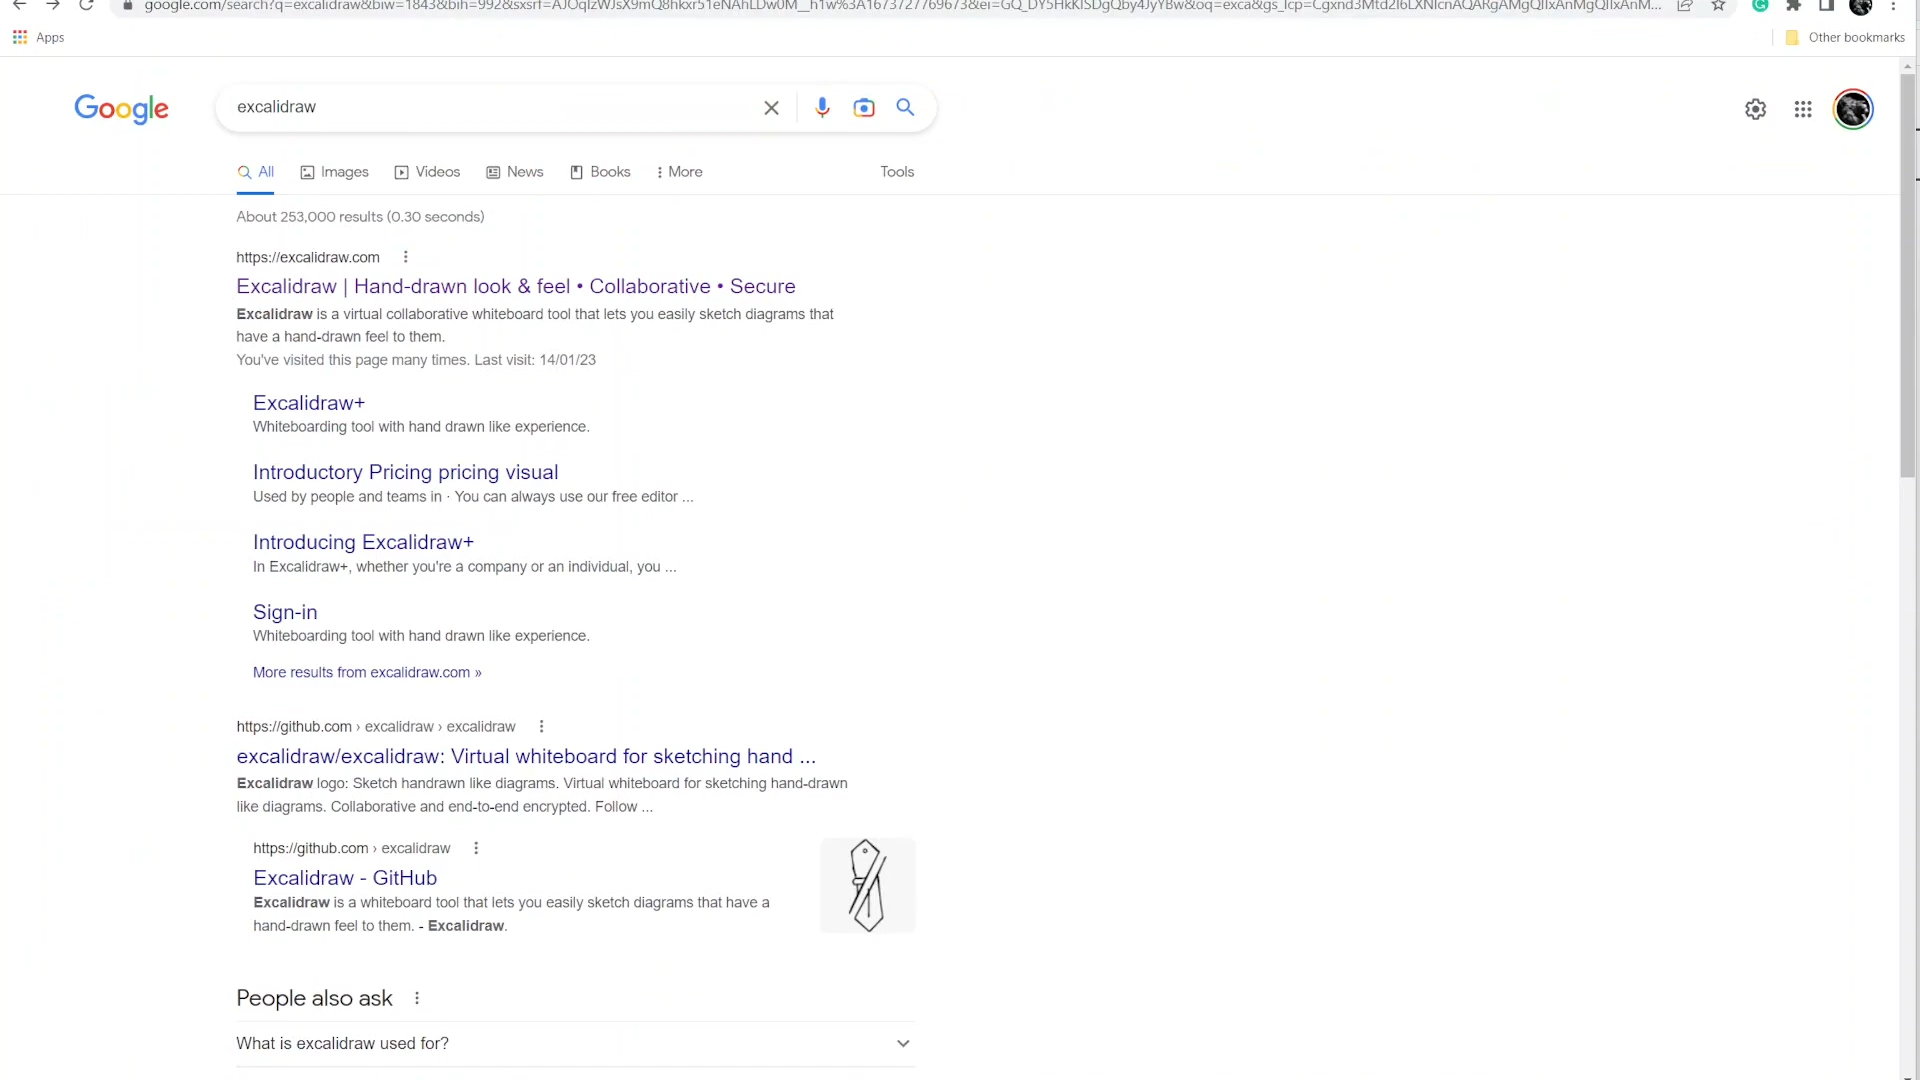 Apps
Other bookmarks
Google
excalidraw
All
Images
Videos
News
Books
More
Tools
About 253,000 results (0.30 seconds)
https://excalidraw.com
Excalidraw | Hand-drawn look & feel • Collaborative • Secure
Excalidraw is a virtual collaborative whiteboard tool that lets you easily sketch diagrams that
have a hand-drawn feel to them.
You've visited this page many times. Last visit: 14/01/23
Excalidraw+
Whiteboarding tool with hand drawn like experience.
Introductory Pricing pricing visual
Used by people and teams in · You can always use our free editor ...
Introducing Excalidraw+
In Excalidraw+, whether you're a company or an individual, you ...
Sign-in
Whiteboarding tool with hand drawn like experience.
More results from excalidraw.com »
https://github.com › excalidraw › excalidraw
excalidraw/excalidraw: Virtual whiteboard for sketching hand ...
Excalidraw logo: Sketch handrawn like diagrams. Virtual whiteboard for sketching hand-drawn
like diagrams. Collaborative and end-to-end encrypted. Follow ...
https://github.com › excalidraw
Excalidraw - GitHub
Excalidraw is a whiteboard tool that lets you easily sketch diagrams that have a
hand-drawn feel to them. - Excalidraw.
People also ask
What is excalidraw used for?